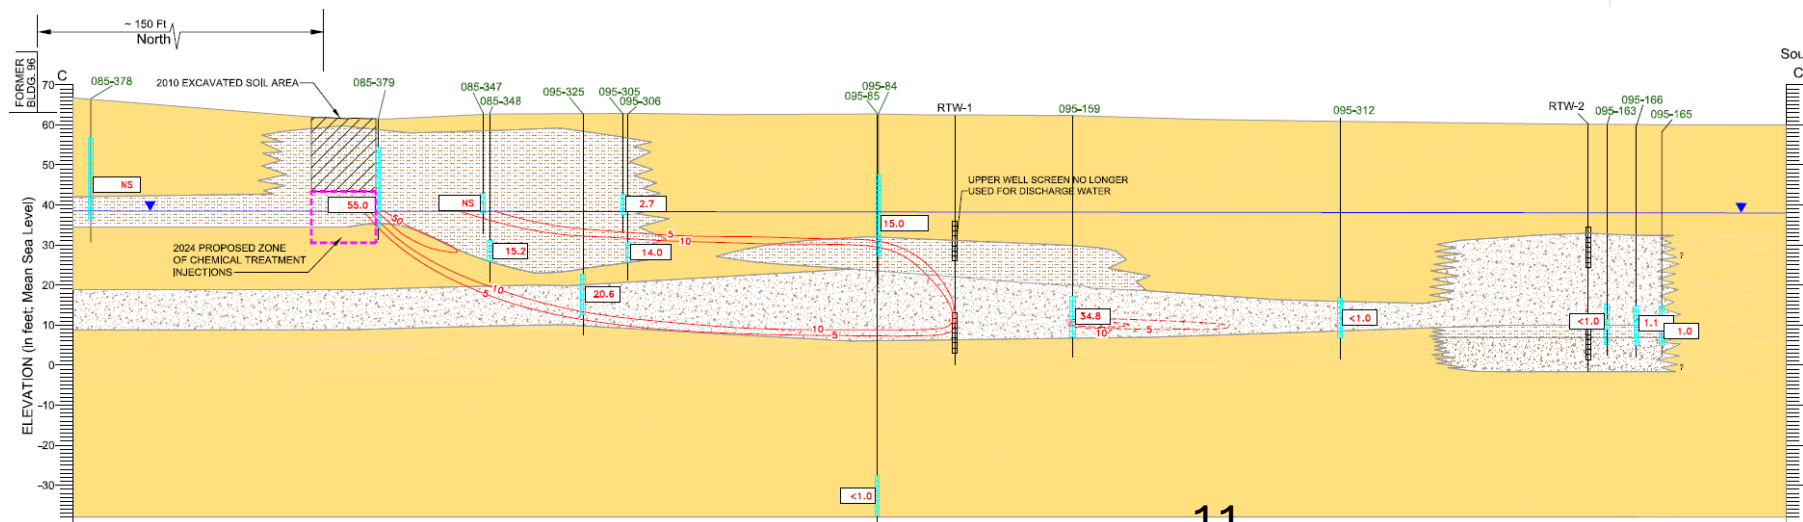 ~ 150 Ft
North
FORMER
BLDG. 96
C
Sou
C
085-378
2010 EXCAVATED SOIL AREA
085-379
085-347
085-348
095-325
095-305
095-306
095-84
095-85
RTW-1
095-159
095-312
RTW-2
095-166
095-163
095-165
UPPER WELL SCREEN NO LONGER
USED FOR DISCHARGE WATER
2024 PROPOSED ZONE
OF CHEMICAL TREATMENT
INJECTIONS
ELEVATION (In feet; Mean Sea Level)
70
60
50
40
30
20
10
0
-10
-20
-30
NS
55.0
NS
2.7
15.2
14.0
15.0
20.6
34.8
<1.0
<1.0
1.1
1.0
<1.0
50
5
10
10
5
10
5
10
5
?
?
11